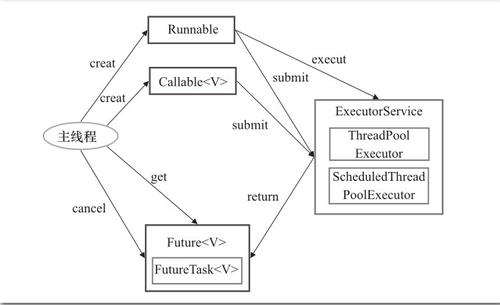 Runnable
creat
execut
submit
Callable<V>
creat
ExecutorService
submit
ThreadPool
Executor
主线程
get
ScheduledThread
PoolExecutor
cancel
return
Future<V>
FutureTask<V>